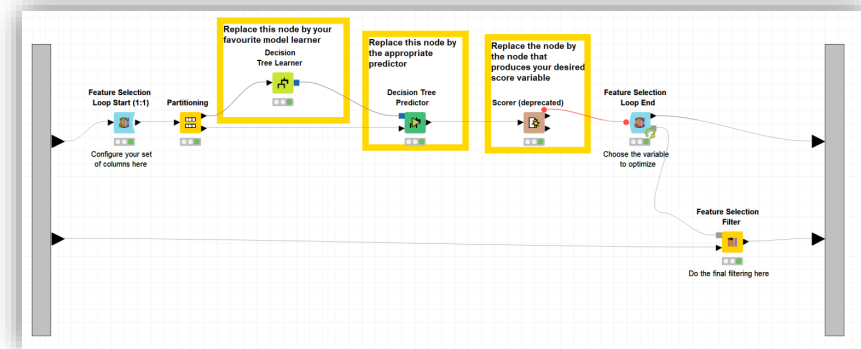 Replace this node by your
favourite model learner
Decision
Tree Learner
Replace this node by
the appropriate
predictor
Decision Tree
Predictor
Replace the node by
the node that
produces your desired
score variable
Scorer (deprecated)
Feature Selection
Loop Start (1:1)
Configure your set
of columns here
Partitioning
Feature Selection
Loop End
Choose the variable
to optimize
Feature Selection
Filter
Do the final filtering here